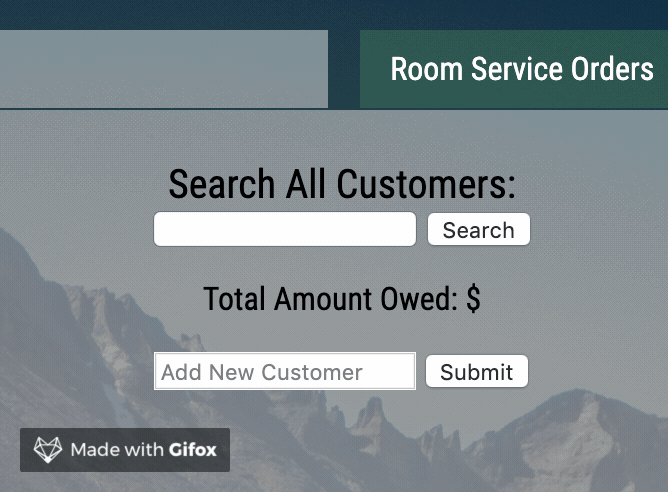 Room Service Orders
Search All Customers:
Search
Total Amount Owed: $
Add New Customer
Submit
Made with Gifox